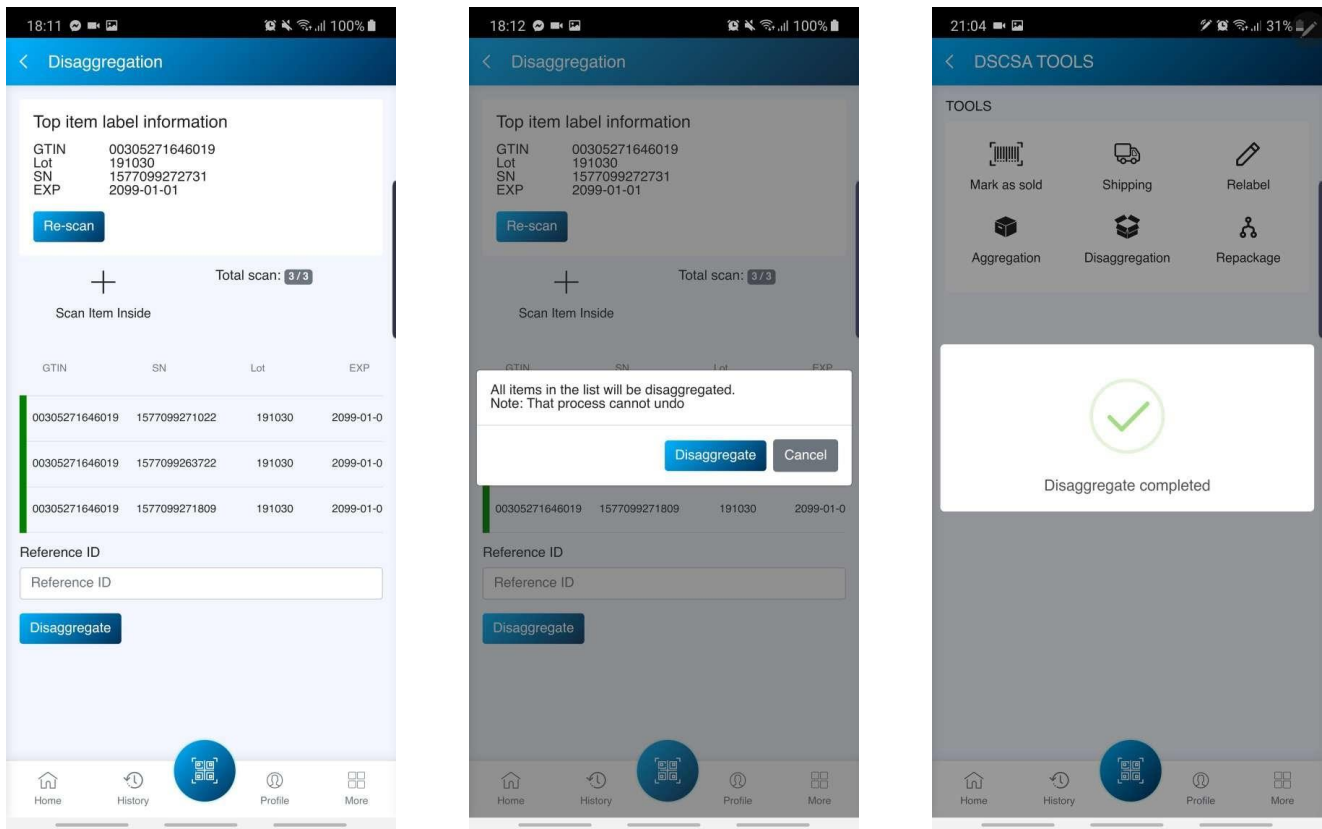 18:11 100%
Disaggregation
Top item label information
GTIN 00305271646019
Lot 191030
SN 1577099272731
EXP 2099-01-01
Re-scan
Total scan: 3/3
Scan Item Inside
GTIN SN Lot EXP
00305271646019 1577099271022 191030 2099-01-0
00305271646019 1577099263722 191030 2099-01-0
00305271646019 1577099271809 191030 2099-01-0
Reference ID
Reference ID
Disaggregate
Home History Profile More
18:12 100%
Disaggregation
Top item label information
GTIN 00305271646019
Lot 191030
SN 1577099272731
EXP 2099-01-01
Re-scan
Total scan: 3/3
Scan Item Inside
GTIN SN Lot EXP
All items in the list will be disaggregated.
Note: That process cannot undo
Disaggregate Cancel
00305271646019 1577099271809 191030 2099-01-0
Reference ID
Reference ID
Disaggregate
Home History Profile More
21:04 31%
DSCSA TOOLS
TOOLS
Mark as sold Shipping Relabel
Aggregation Disaggregation Repackage
Disaggregate completed
Home History Profile More